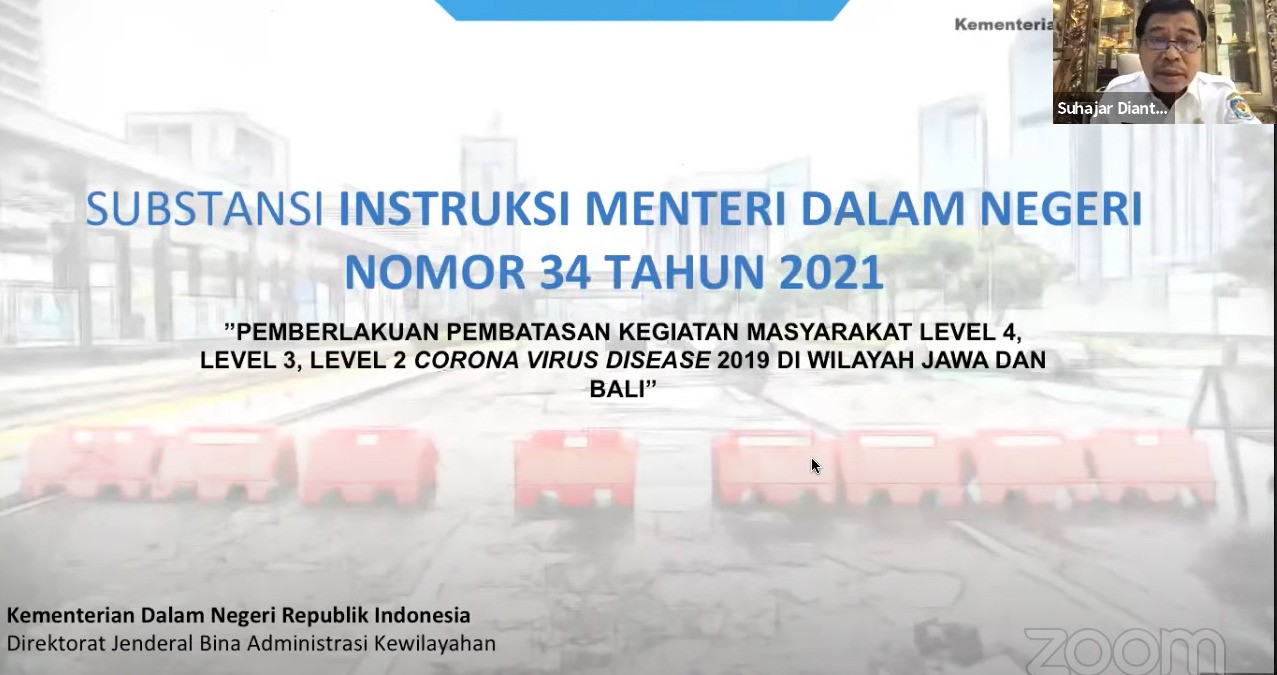 Kementeria
Suhajar Diant...
SUBSTANSI INSTRUKSI MENTERI DALAM NEGERI
NOMOR 34 TAHUN 2021
”PEMBERLAKUAN PEMBATASAN KEGIATAN MASYARAKAT LEVEL 4,
LEVEL 3, LEVEL 2 CORONA VIRUS DISEASE 2019 DI WILAYAH JAWA DAN
BALI”
Kementerian Dalam Negeri Republik Indonesia
Direktorat Jenderal Bina Administrasi Kewilayahan
zoom